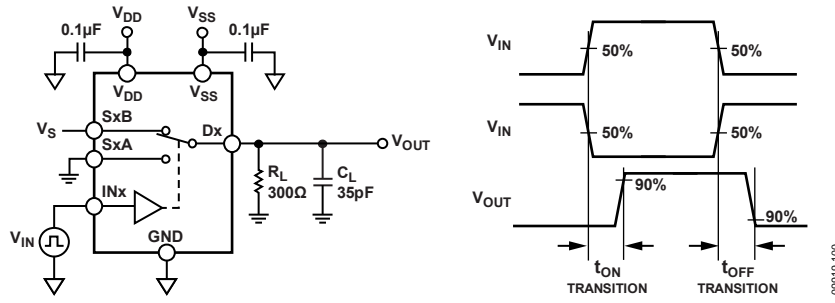 VDD
VSS
0.1µF
0.1µF
VDD
VSS
VS
SxB
SxA
Dx
VOUT
RL
300Ω
CL
35pF
INx
VIN
GND
VIN
50%
50%
VIN
50%
50%
VOUT
90%
90%
tON
TRANSITION
tOFF
TRANSITION